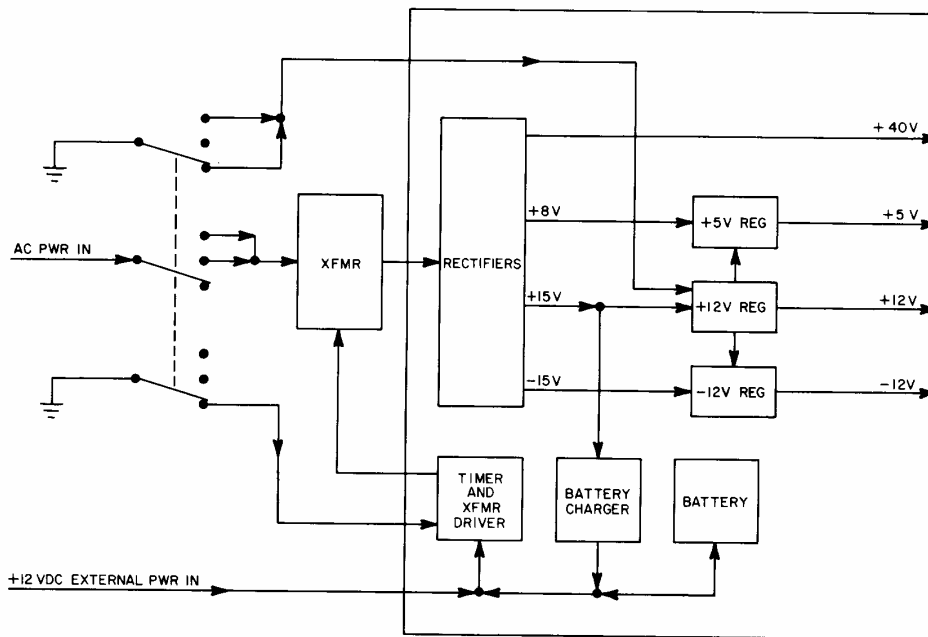 +40V
+8V
+5V REG
+5V
AC PWR IN
XFMR
RECTIFIERS
+15V
+12V REG
+12V
-15V
-12V REG
-12V
TIMER
AND
XFMR
DRIVER
BATTERY
CHARGER
BATTERY
+12 VDC EXTERNAL PWR IN